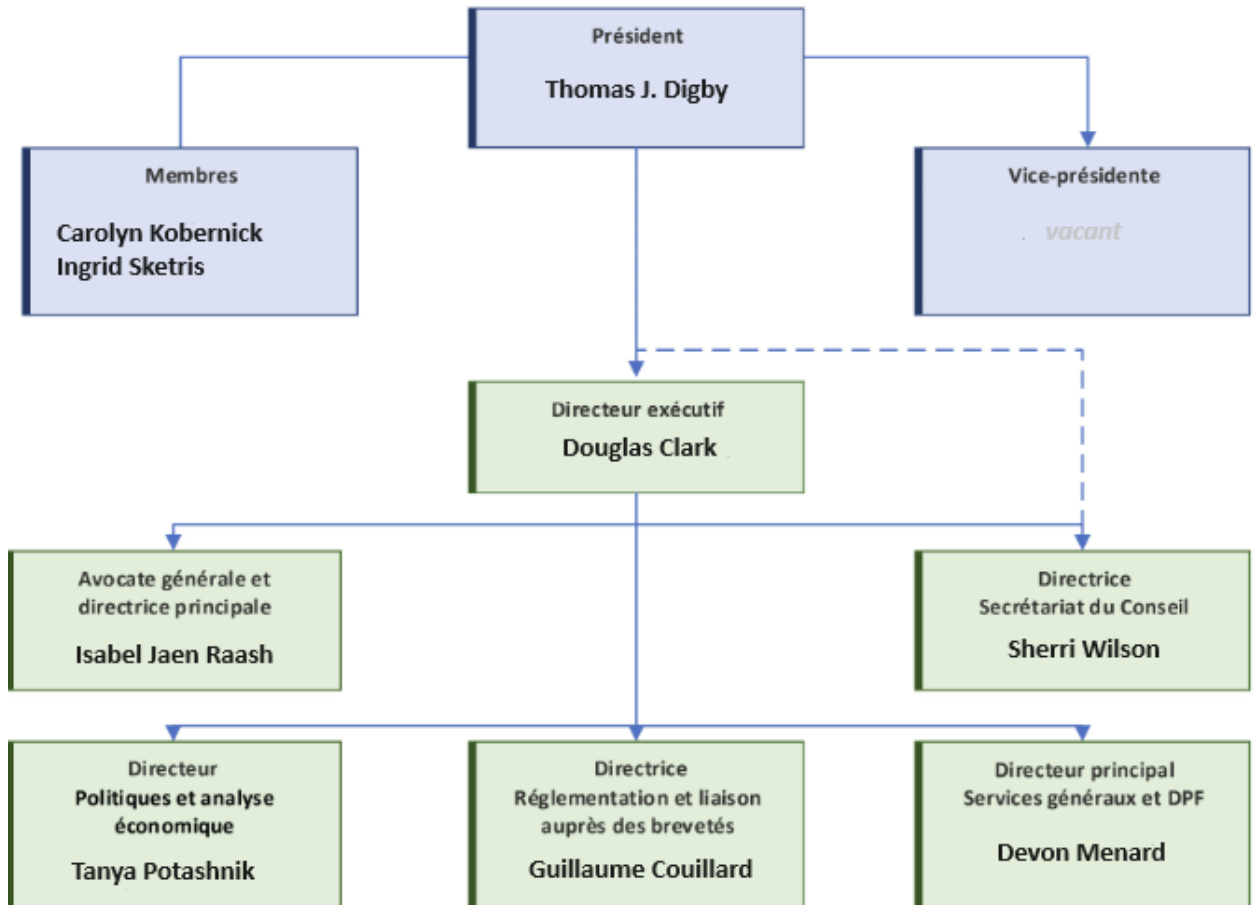 Président
Thomas J. Digby
Membres
Carolyn Kobernick
Ingrid Sketris
Vice-présidente
vacant
Directeur exécutif
Douglas Clark
Avocate générale et
directrice principale
Isabel Jaen Raash
Directrice
Secrétariat du Conseil
Sherri Wilson
Directeur
Politiques et analyse
économique
Tanya Potashnik
Directrice
Réglementation et liaison
auprès des brevetés
Guillaume Couillard
Directeur principal
Services généraux et DPF
Devon Menard